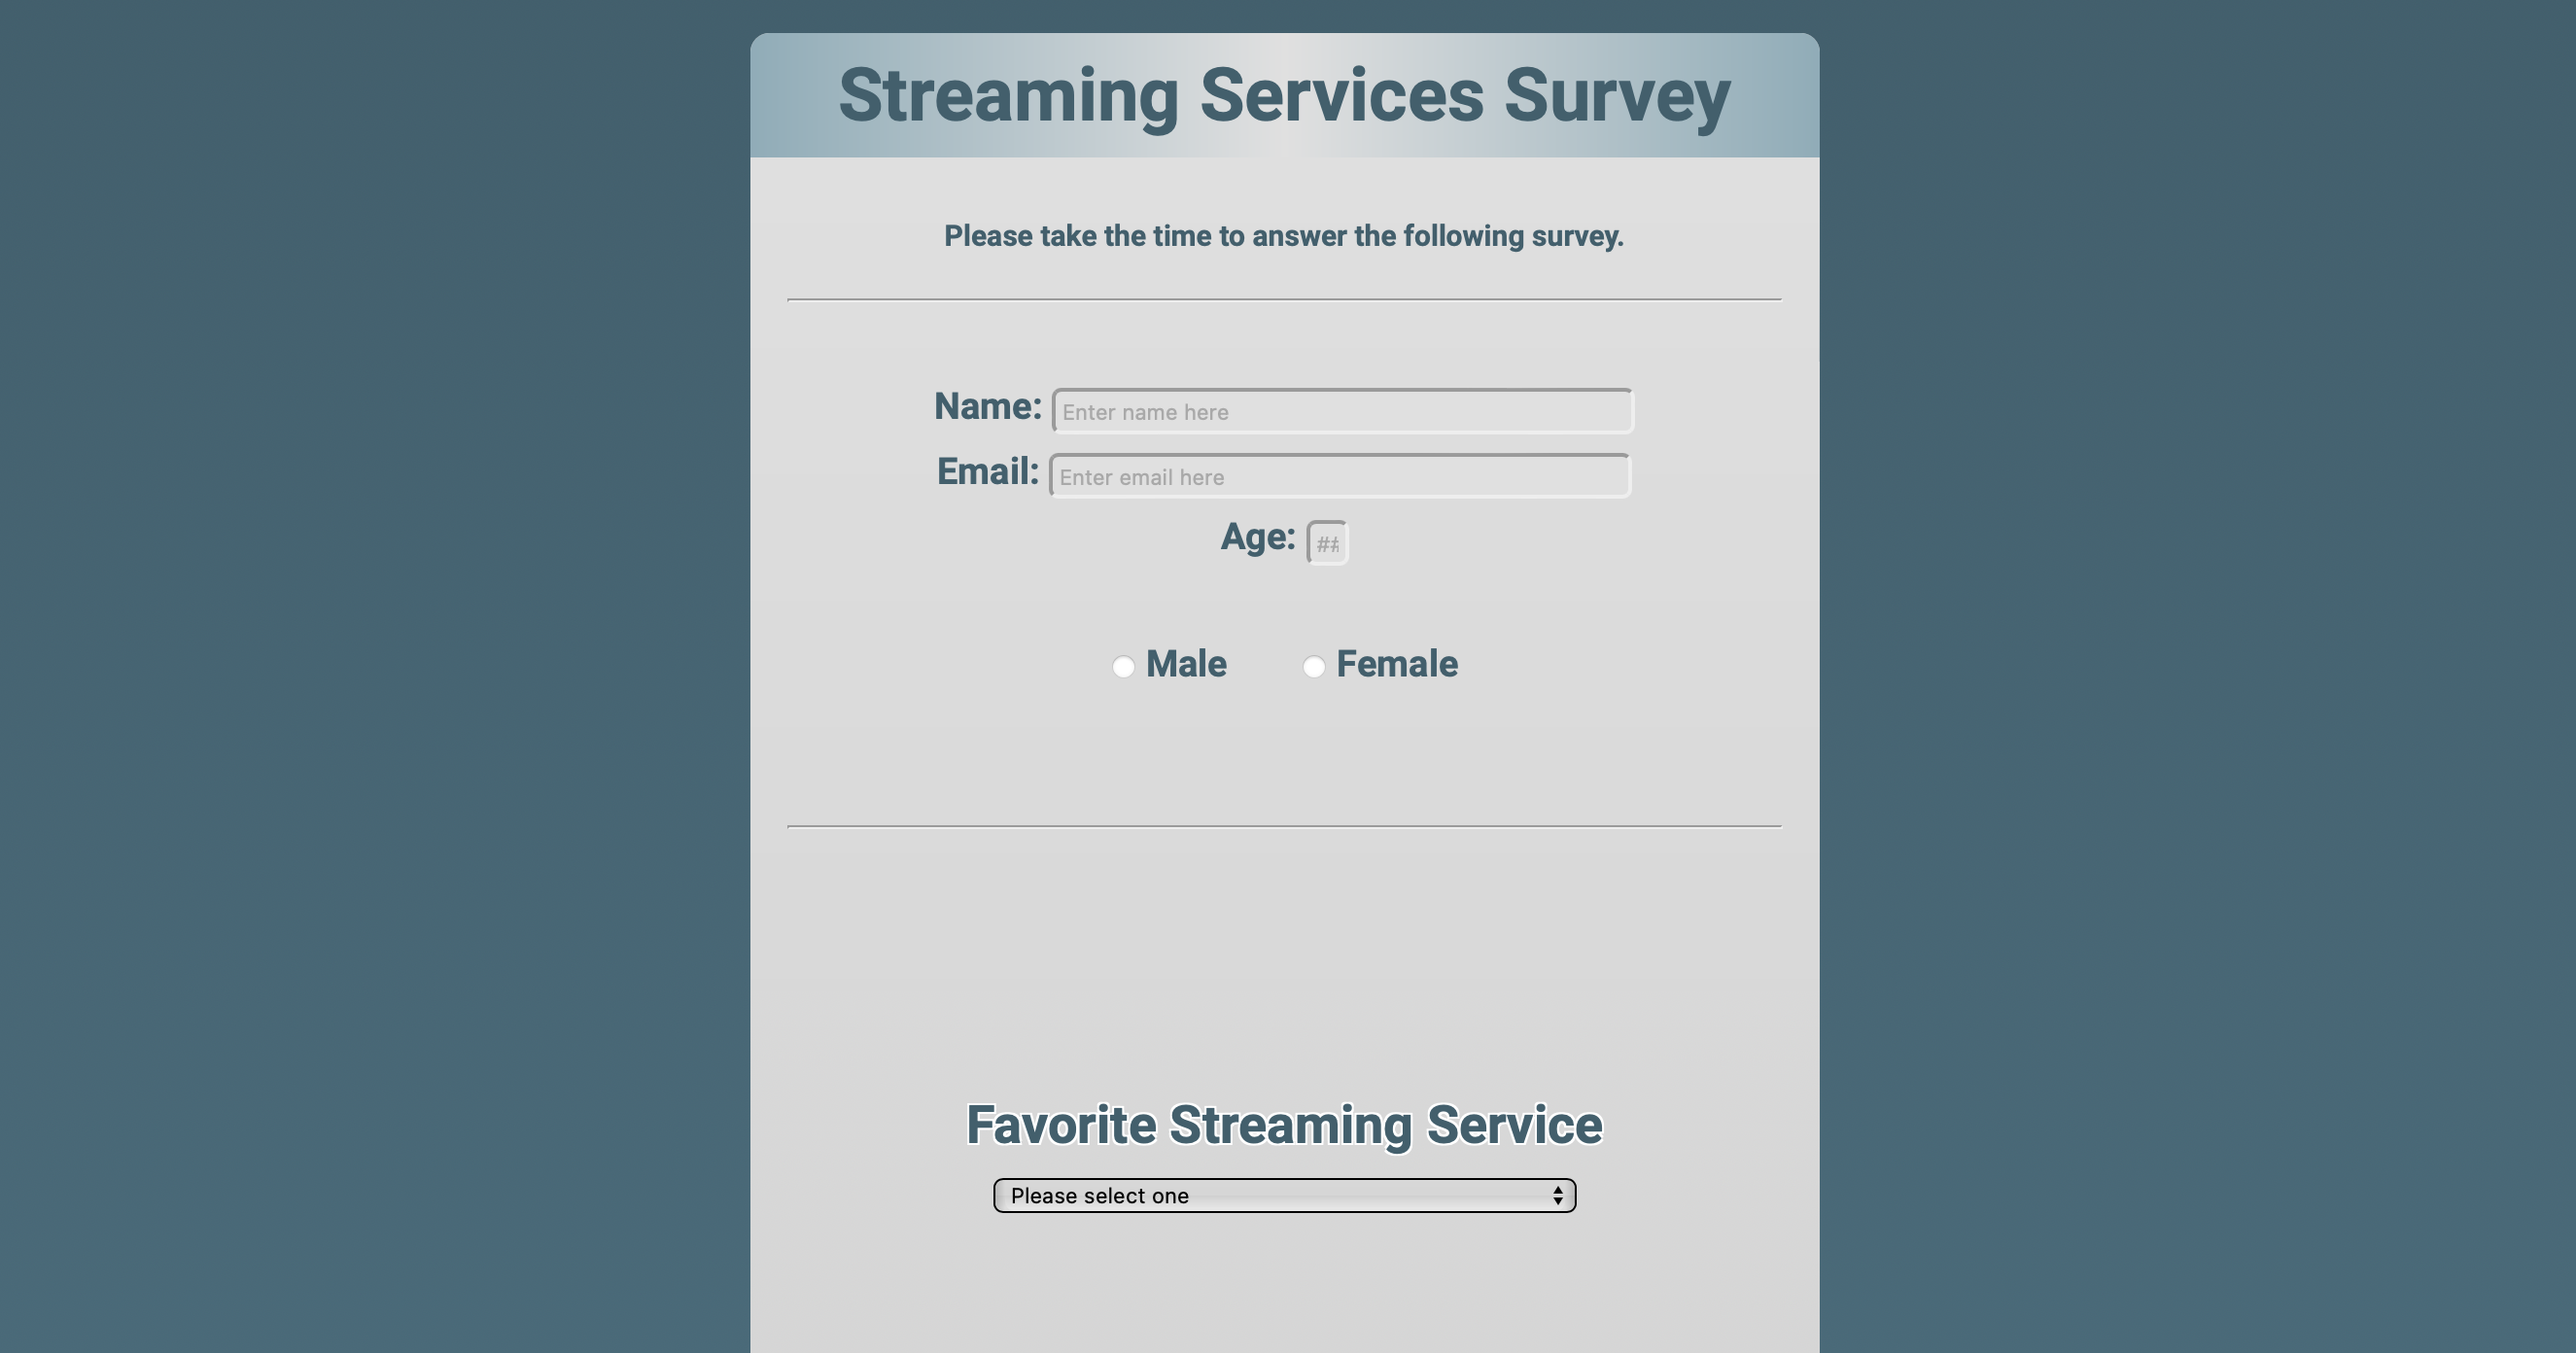 Streaming Services Survey
Please take the time to answer the following survey.
Name: Enter name here
Email: Enter email here
Age: ##
Male Female
Favorite Streaming Service
Please select one